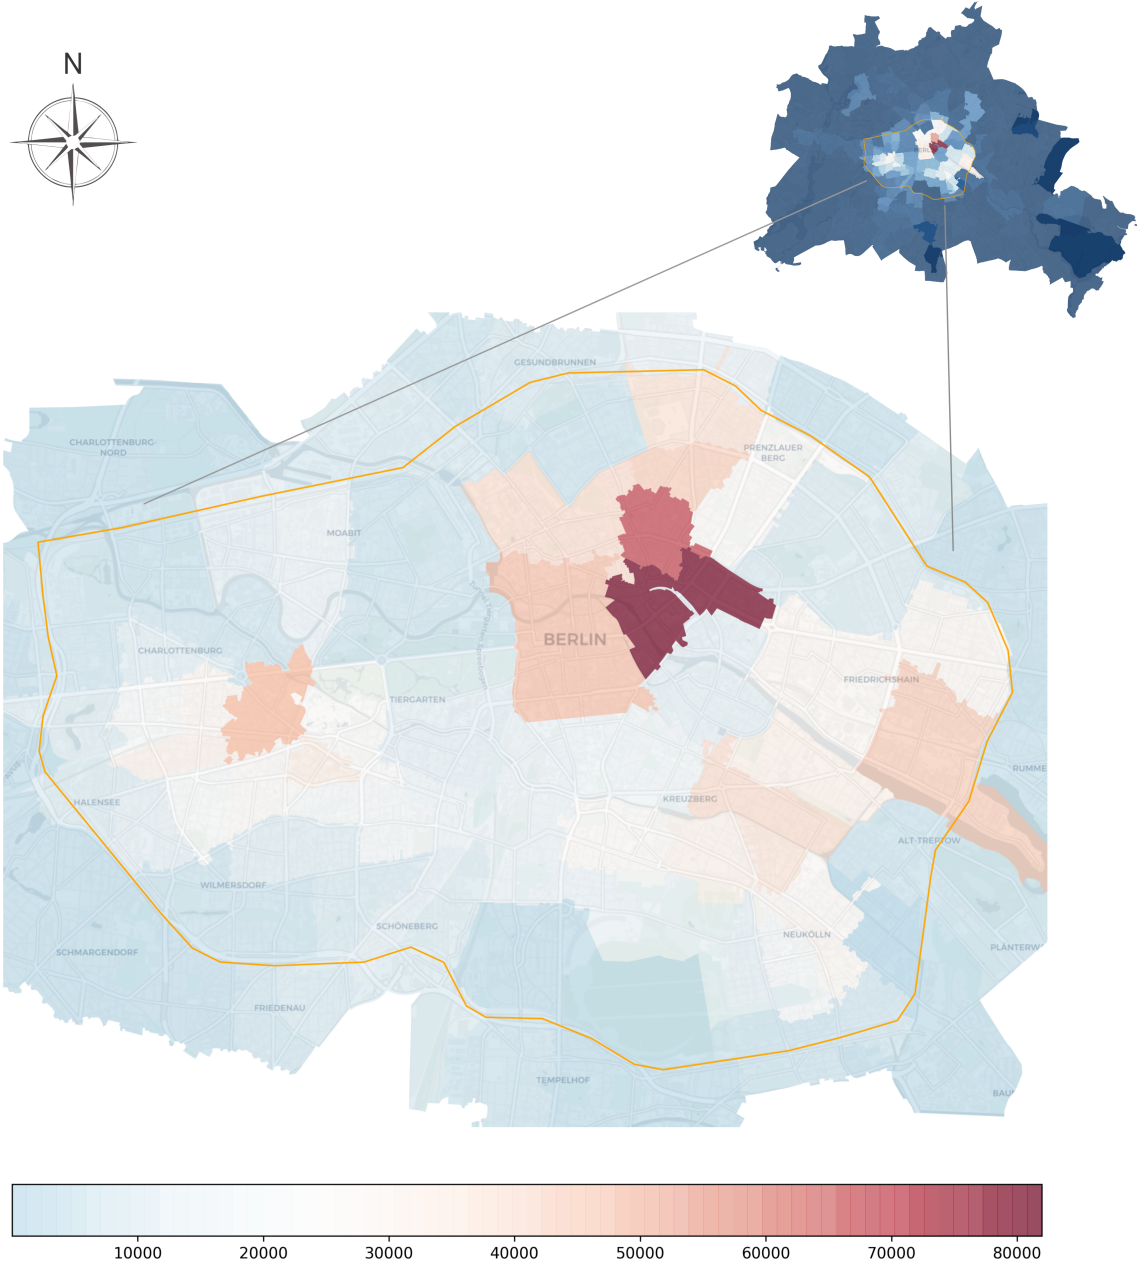 N
GESUNDBRUNNEN
CHARLOTTENBURG-
NORD
PRENZLAUER
BERG
MOABIT
BERLIN
CHARLOTTENBURG
FRIEDRICHSHAIN
TIERGARTEN
RUMME
KREUZBERG
HALENSEE
ALT-TREPTOW
WILMERSDORF
SCHÖNEBERG
NEUKÖLLN
SCHMARGENDORF
PLÄNTERW
FRIEDENAU
TEMPELHOF
BAU
10000 20000 30000 40000 50000 60000 70000 80000